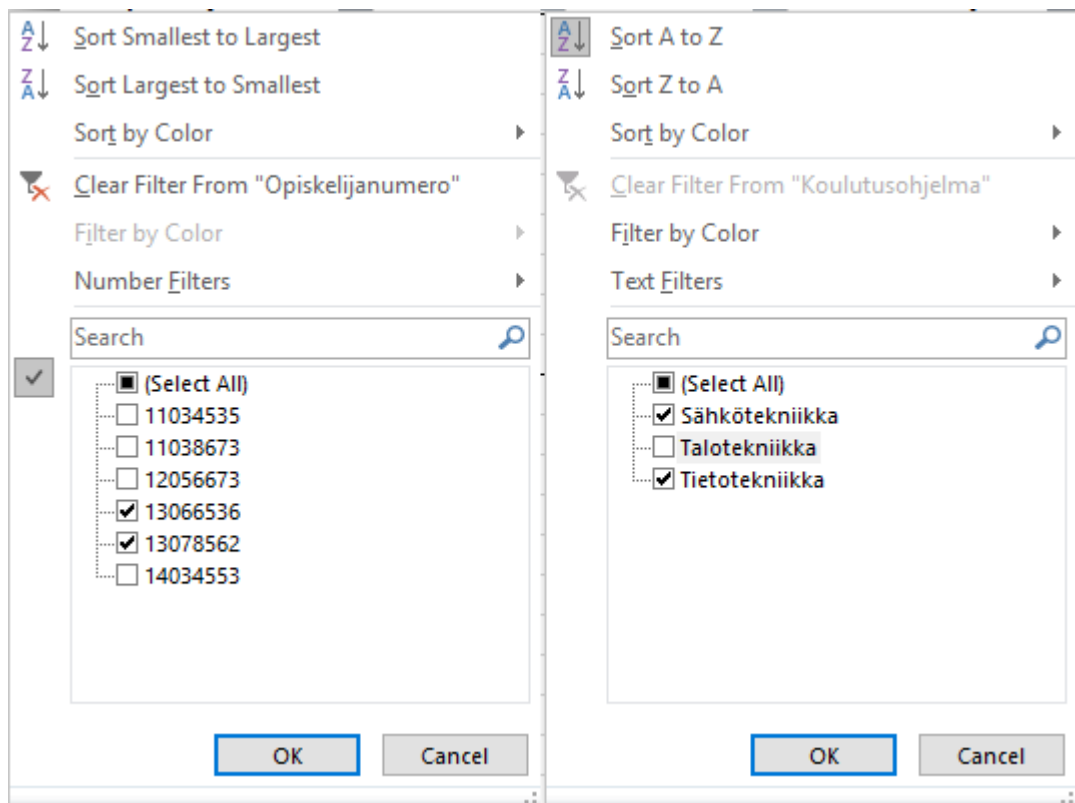 Sort Smallest to Largest
Sort Largest to Smallest
Sort by Color
Clear Filter From "Opiskelijanumero"
Filter by Color
Number Filters
Search
(Select All)
11034535
11038673
12056673
13066536
13078562
14034553
OK
Cancel
Sort A to Z
Sort Z to A
Sort by Color
Clear Filter From "Koulutusohjelma"
Filter by Color
Text Filters
Search
(Select All)
Sähkötekniikka
Talotekniikka
Tietotekniikka
OK
Cancel